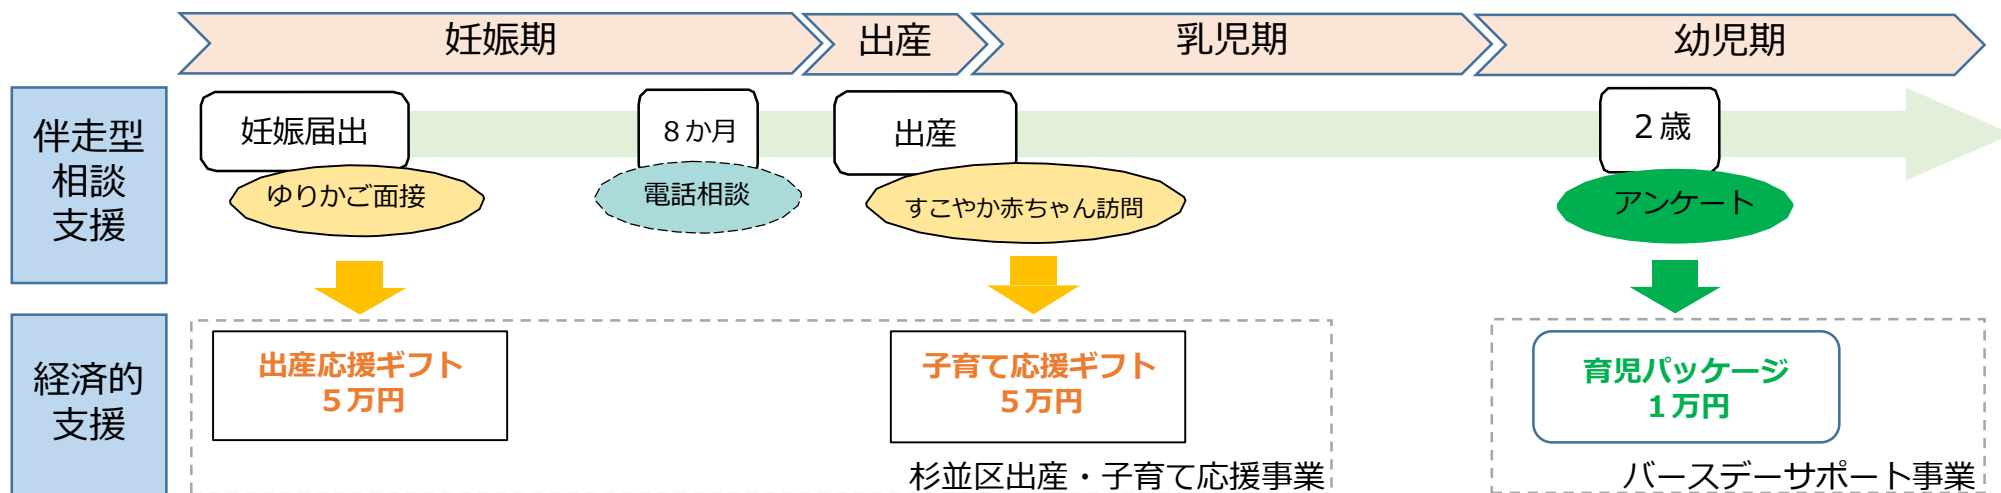 妊娠期
出産
乳児期
幼児期
伴走型
相談
支援
妊娠届出
８か月
出産
２歳
ゆりかご面接
電話相談
すこやか赤ちゃん訪問
アンケート
経済的
支援
出産応援ギフト
５万円
子育て応援ギフト
５万円
育児パッケージ
１万円
杉並区出産・子育て応援事業
バースデーサポート事業